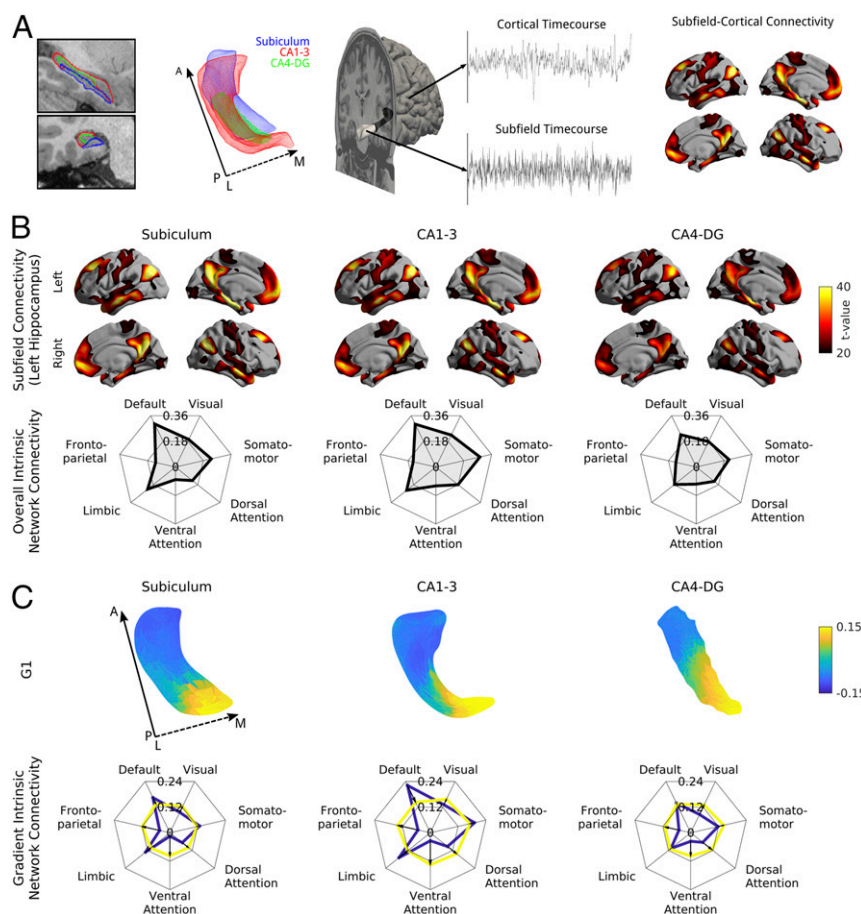 A
Subiculum
CA1-3
CA4-DG
A
P
L
M
Cortical Timecourse
Subfield Timecourse
Subfield-Cortical Connectivity
B
Subfield Connectivity
(Left Hippocampus)
Left
Right
Subiculum
CA1-3
CA4-DG
40
t-value
20
Overall Intrinsic
Network Connectivity
Default
Visual
0.36
0.18
0
Fronto-
parietal
Somato-
motor
Limbic
Dorsal
Attention
Ventral
Attention
Default
Visual
0.36
0.18
0
Fronto-
parietal
Somato-
motor
Limbic
Dorsal
Attention
Ventral
Attention
Default
Visual
0.36
0.18
0
Fronto-
parietal
Somato-
motor
Limbic
Dorsal
Attention
Ventral
Attention
C
Subiculum
CA1-3
CA4-DG
G1
A
P
L
M
0.15
-0.15
Gradient Intrinsic
Network Connectivity
Default
Visual
0.24
0.12
0
Fronto-
parietal
Somato-
motor
Limbic
Dorsal
Attention
Ventral
Attention
Default
Visual
0.24
0.12
0
Fronto-
parietal
Somato-
motor
Limbic
Dorsal
Attention
Ventral
Attention
Default
Visual
0.24
0.12
0
Fronto-
parietal
Somato-
motor
Limbic
Dorsal
Attention
Ventral
Attention